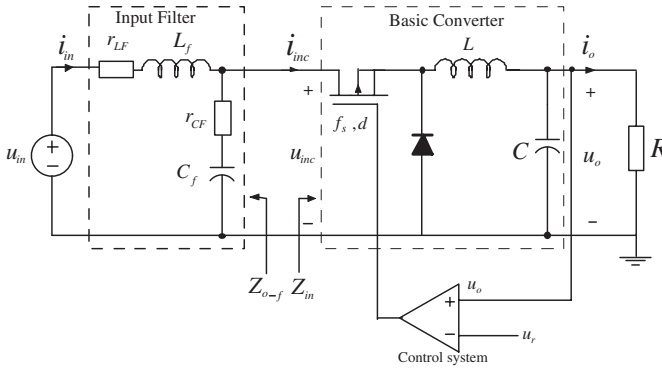 Input Filter
Basic Converter
i_in
r_LF
L_f
i_inc
L
i_o
+
+
r_CF
f_s , d
u_in
+
−
C_f
u_inc
C
u_o
R
−
−
Z_o-f
Z_in
+
u_o
−
u_r
Control system